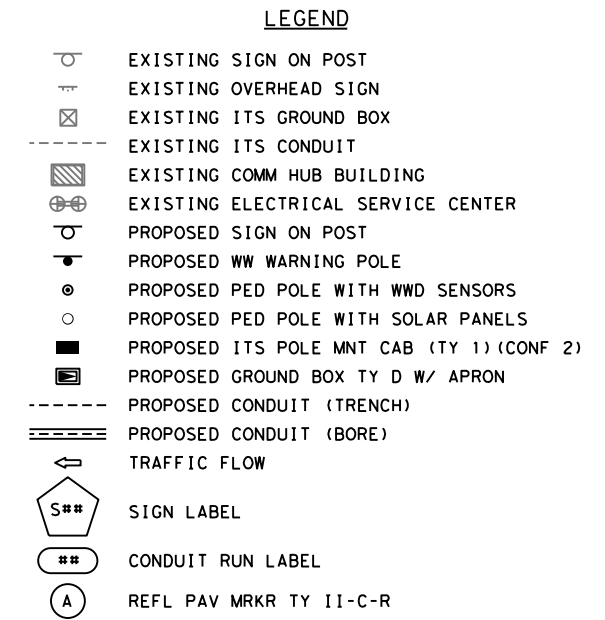 LEGEND
EXISTING SIGN ON POST
EXISTING OVERHEAD SIGN
EXISTING ITS GROUND BOX
EXISTING ITS CONDUIT
EXISTING COMM HUB BUILDING
EXISTING ELECTRICAL SERVICE CENTER
PROPOSED SIGN ON POST
PROPOSED WW WARNING POLE
PROPOSED PED POLE WITH WWD SENSORS
PROPOSED PED POLE WITH SOLAR PANELS
PROPOSED ITS POLE MNT CAB (TY 1)(CONF 2)
PROPOSED GROUND BOX TY D W/ APRON
PROPOSED CONDUIT (TRENCH)
PROPOSED CONDUIT (BORE)
TRAFFIC FLOW
S## SIGN LABEL
## CONDUIT RUN LABEL
A REFL PAV MRKR TY II-C-R